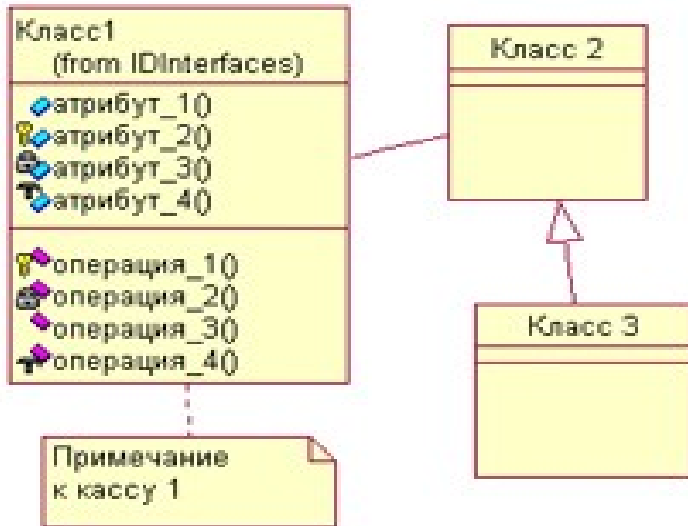 Класс1
(from IDInterfaces)
атрибут_1()
атрибут_2()
атрибут_3()
атрибут_4()
операция_1()
операция_2()
операция_3()
операция_4()
Примечание
к кассу 1
Класс 2
Класс 3